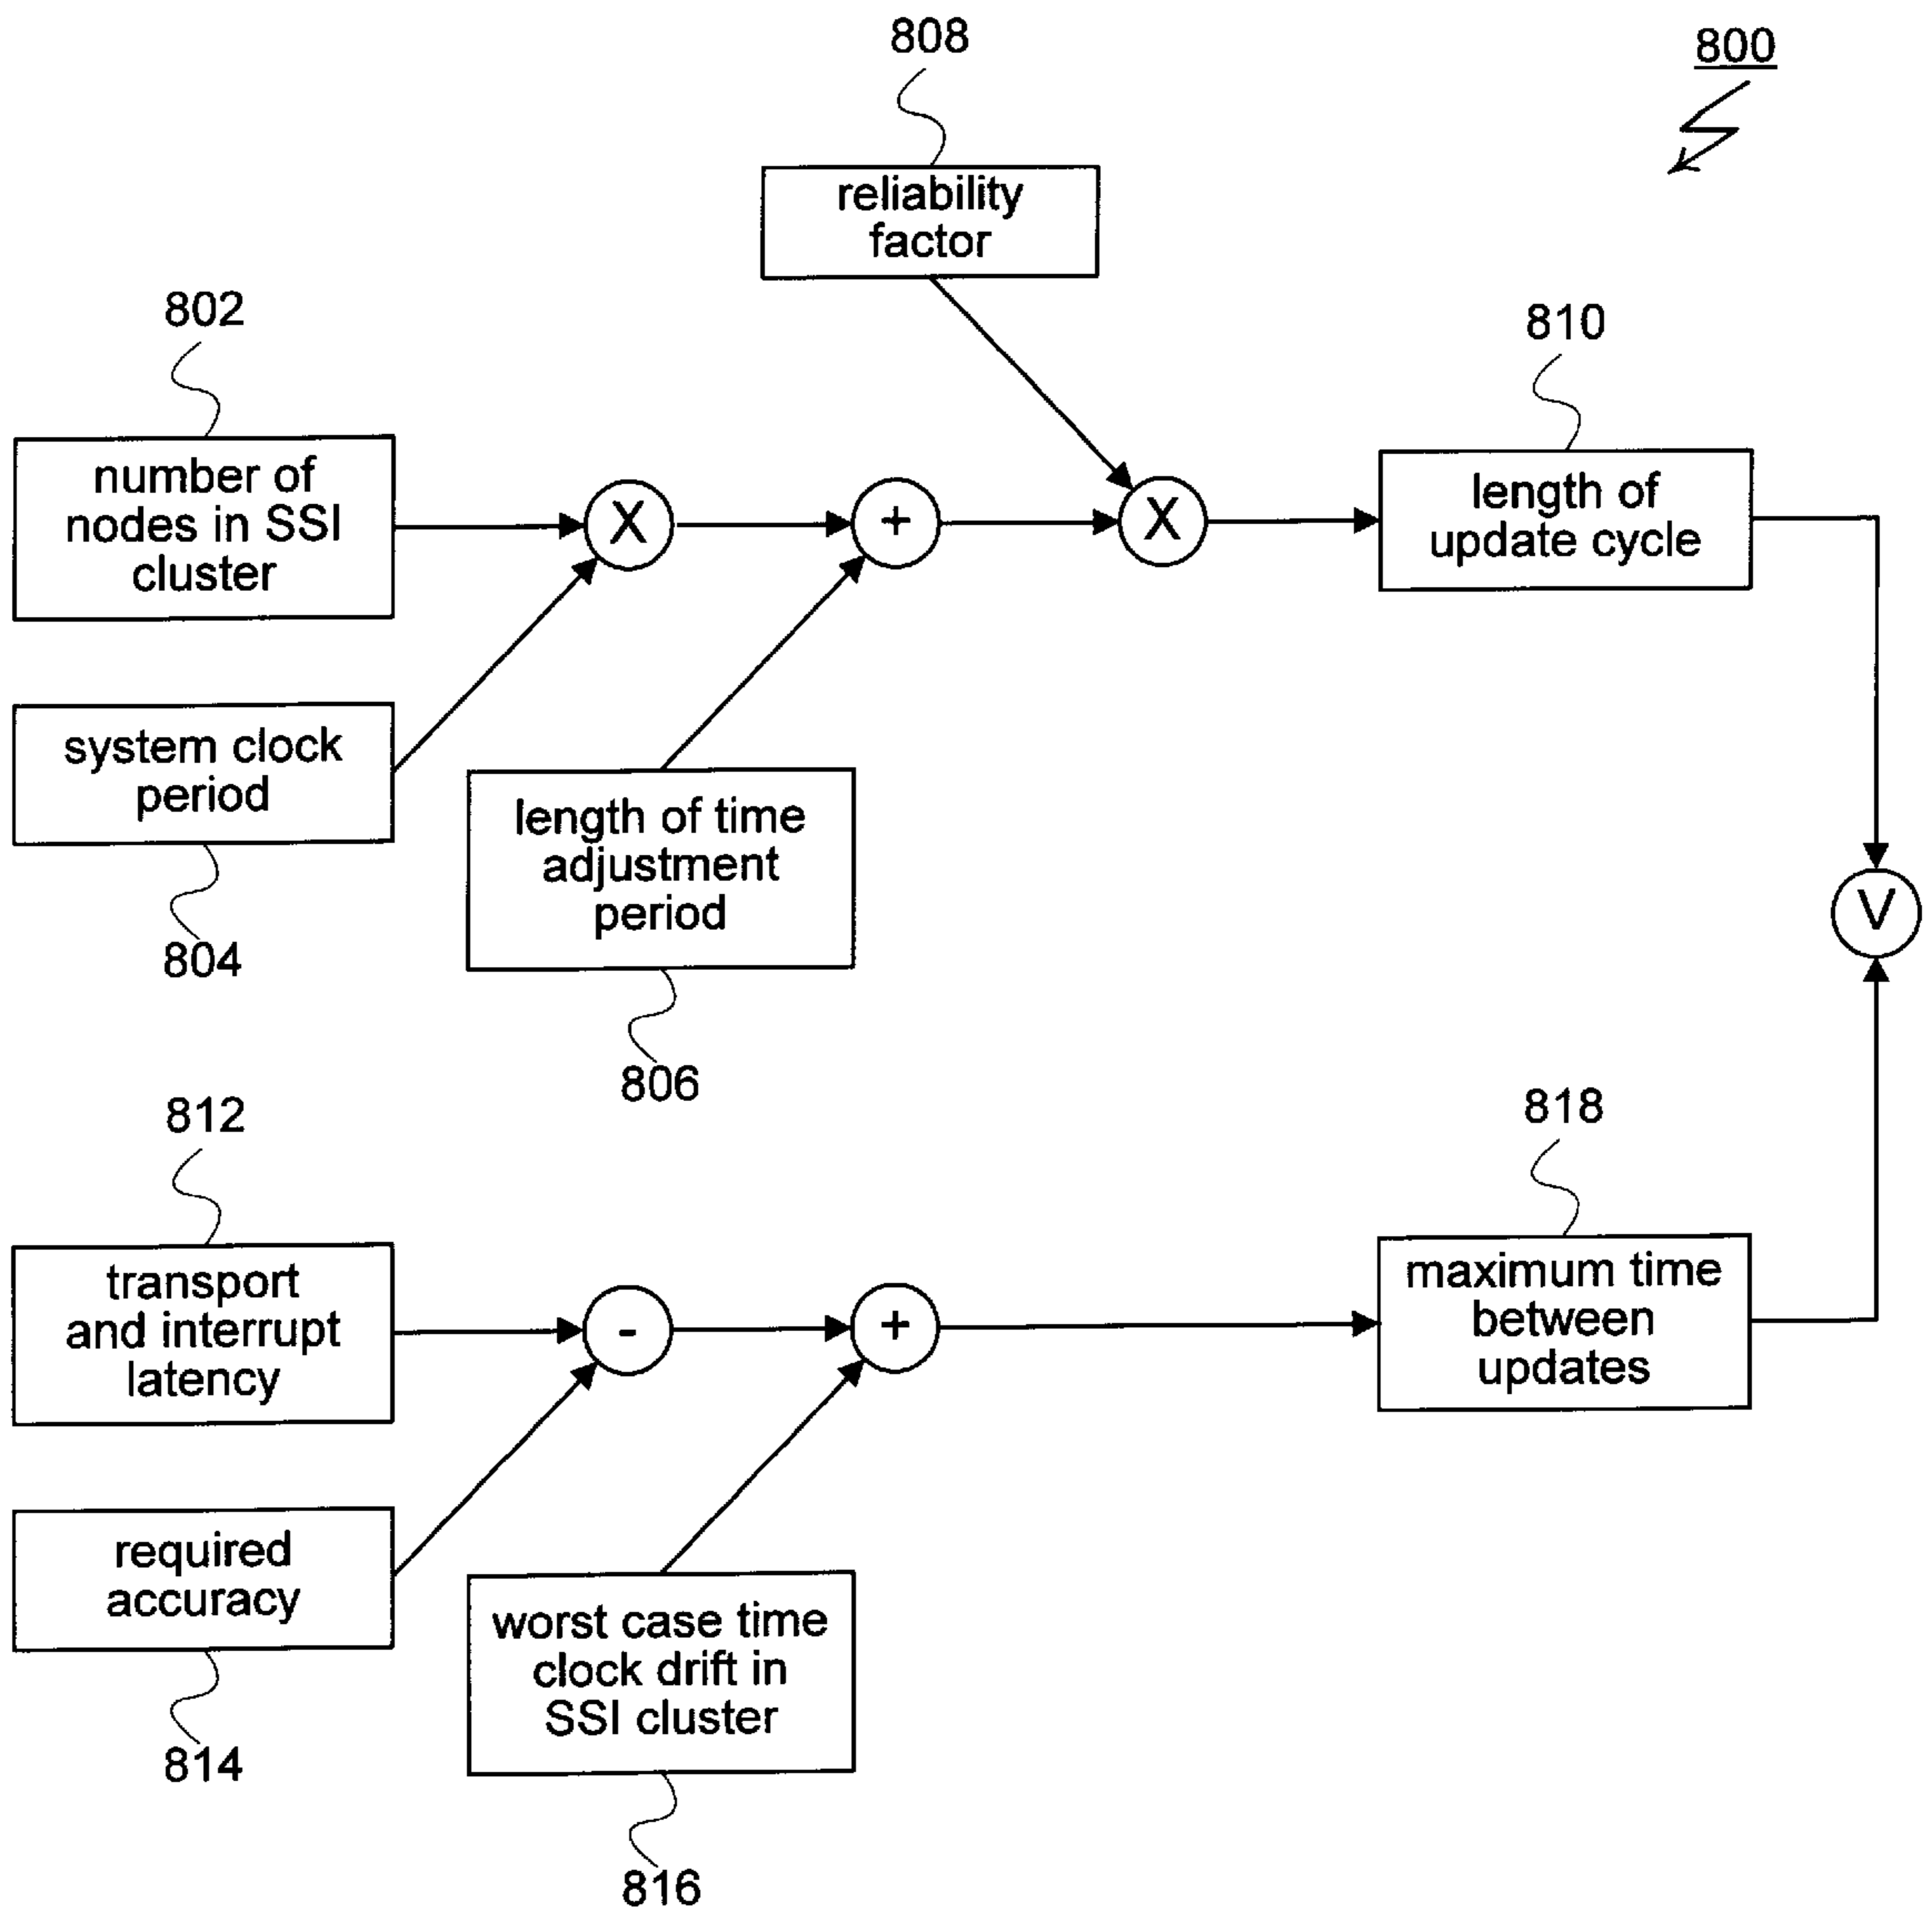 808
800
reliability
factor
802
810
number of
nodes in SSI
cluster
X
+
X
length of
update cycle
system clock
period
length of time
adjustment
period
804
V
806
812
818
transport
and interrupt
latency
-
+
maximum time
between
updates
required
accuracy
worst case time
clock drift in
SSI cluster
814
816